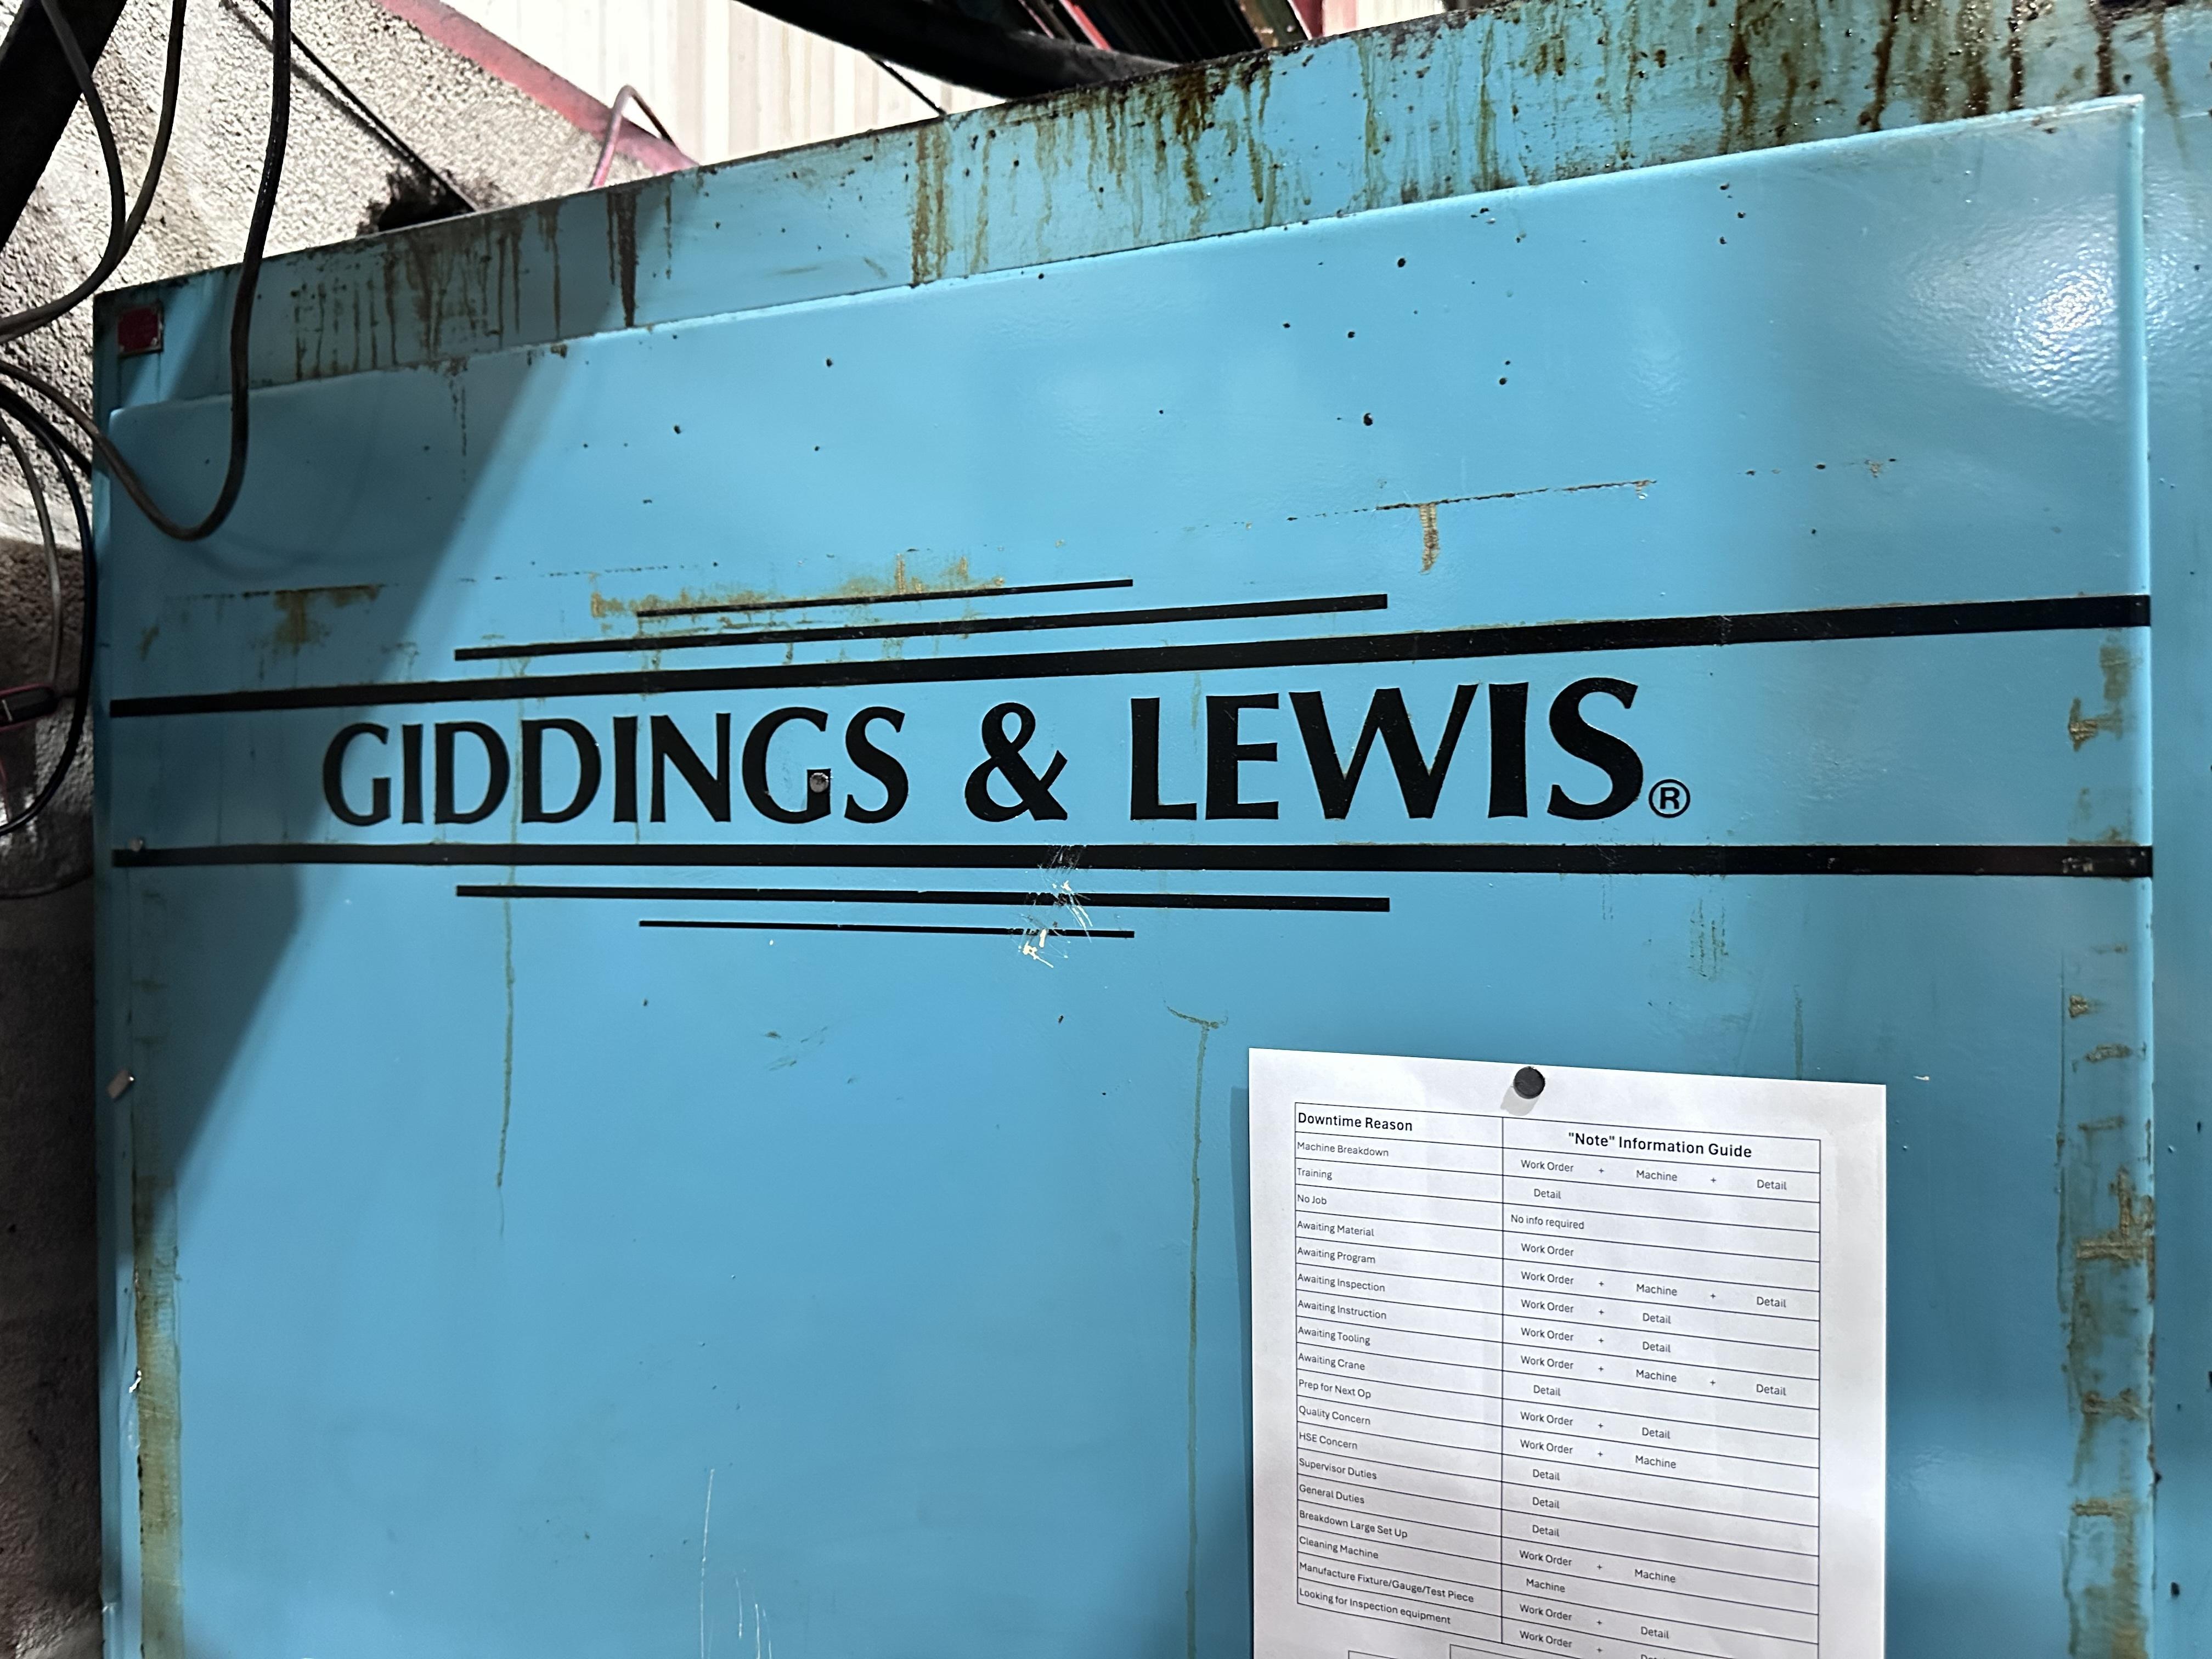 GIDDINGS & LEWIS®
Downtime Reason "Note" Information Guide
Machine Breakdown Work Order + Machine + Detail
Training Detail
No Job No info required
Awaiting Material Work Order
Awaiting Program Work Order + Machine + Detail
Awaiting Inspection Work Order + Detail
Awaiting Instruction Work Order + Detail
Awaiting Tooling Work Order + Machine + Detail
Awaiting Crane Detail
Prep for Next Op Work Order + Detail
Quality Concern Work Order + Machine
HSE Concern Detail
Supervisor Duties Detail
General Duties Detail
Breakdown Large Set Up Work Order + Machine
Cleaning Machine Machine
Manufacture Fixture/Gauge/Test Piece Work Order + Detail
Looking for Inspection equipment Work Order +